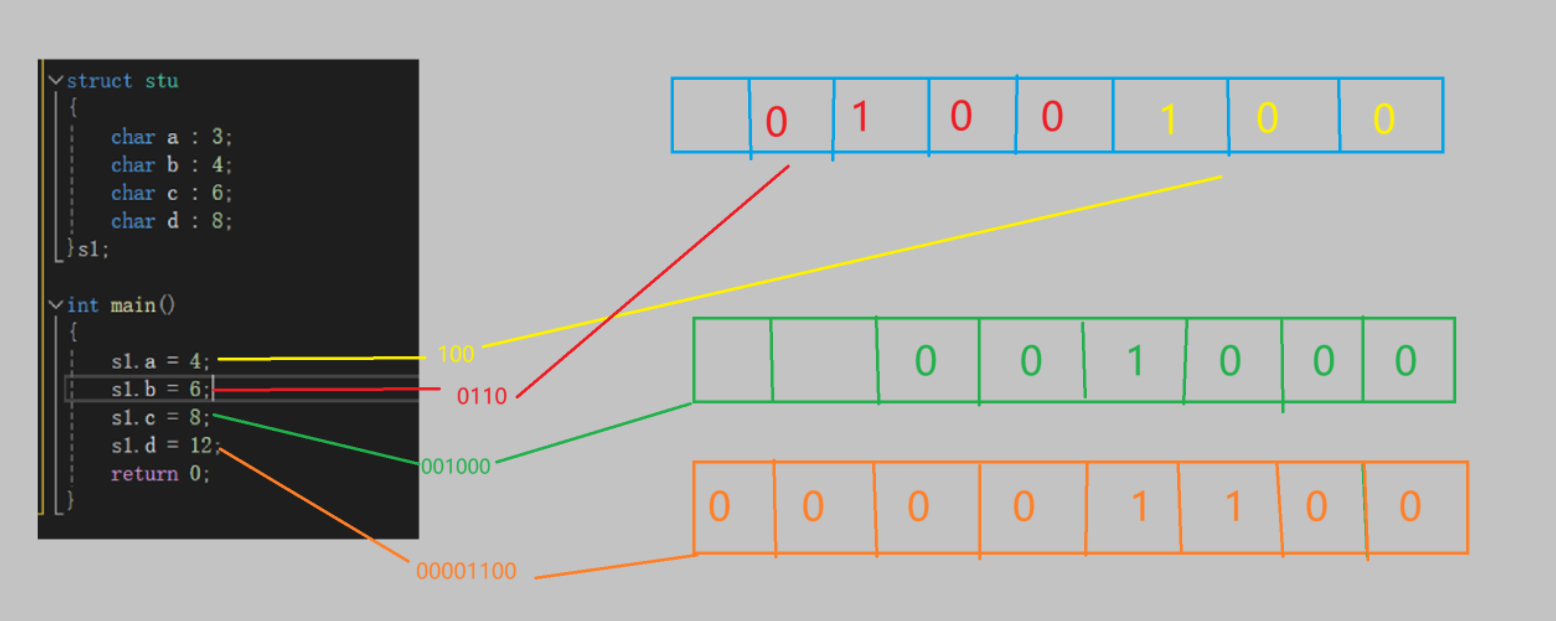 struct stu
{
char a : 3;
char b : 4;
char c : 6;
char d : 8;
}s1;
int main()
{
s1.a = 4;
s1.b = 6;
s1.c = 8;
s1.d = 12;
return 0;
}
100
0110
001000
00001100
0 1 0 0 1 0 0
0 0 1 0 0 0
0 0 0 0 1 1 0 0